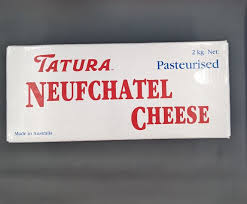 2 kg. Net
TATURA
Pasteurised
NEUFCHATEL
CHEESE
Made in Australia